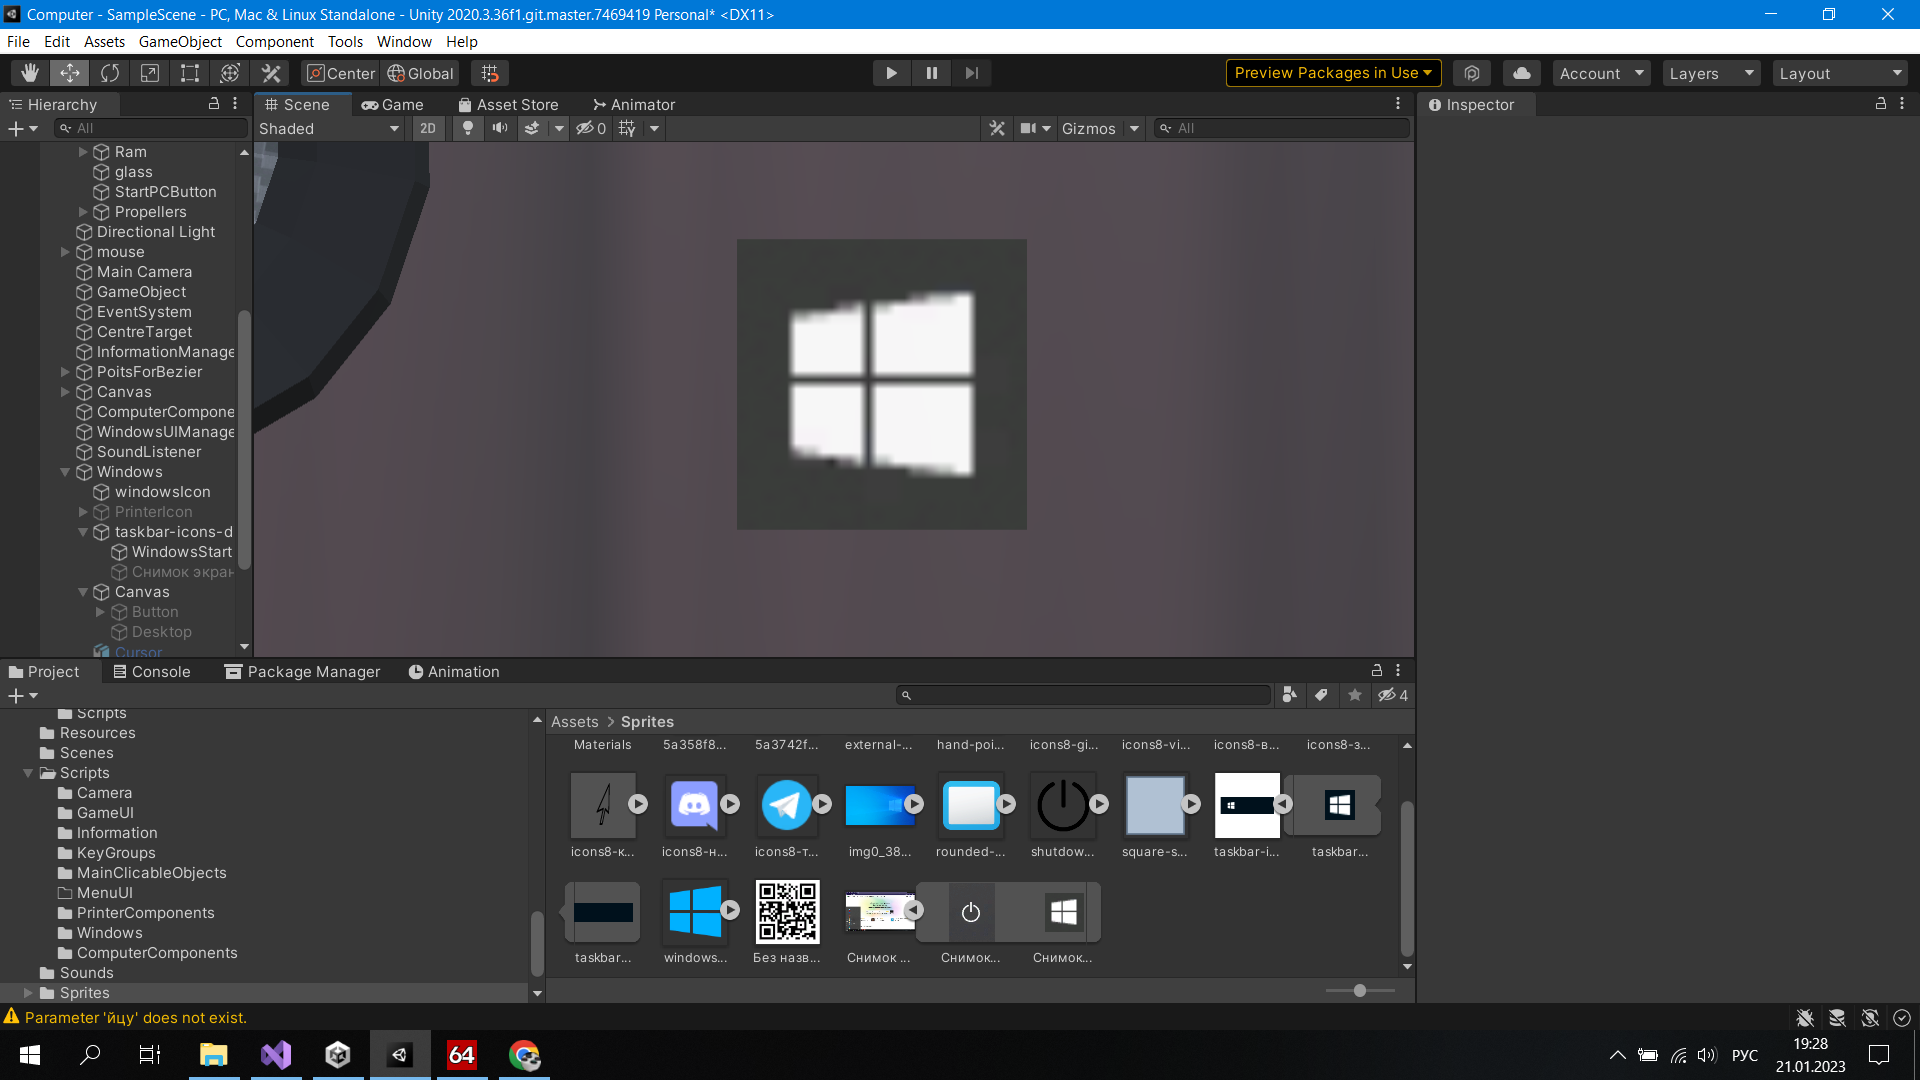 Computer - SampleScene - PC, Mac & Linux Standalone - Unity 2020.3.36f1.git.master.7469419 Personal* <DX11>
File Edit Assets GameObject Component Tools Window Help
Center Global Preview Packages in Use Account Layers Layout
Hierarchy
All
Ram
glass
StartPCButton
Propellers
Directional Light
mouse
Main Camera
GameObject
EventSystem
CentreTarget
InformationManage
PoitsForBezier
Canvas
ComputerCompone
WindowsUIManage
SoundListener
Windows
windowsIcon
PrinterIcon
taskbar-icons-d
WindowsStart
Снимок экран
Canvas
Button
Desktop
Cursor
Scene Game Asset Store Animator
Shaded 2D 0 Gizmos All
Inspector
Project Console Package Manager Animation
4
Scripts
Resources
Scenes
Scripts
Camera
GameUI
Information
KeyGroups
MainClicableObjects
MenuUI
PrinterComponents
Windows
ComputerComponents
Sounds
Sprites
Assets > Sprites
Materials 5a358f8... 5a3742f... external-... hand-poi... icons8-gi... icons8-vi... icons8-в... icons8-з...
icons8-к... icons8-н... icons8-т... img0_38... rounded-... shutdow... square-s... taskbar-i... taskbar...
taskbar... windows... Без назв... Снимок ... Снимок... Снимок...
Parameter 'йцу' does not exist.
64
РУС
19:28
21.01.2023